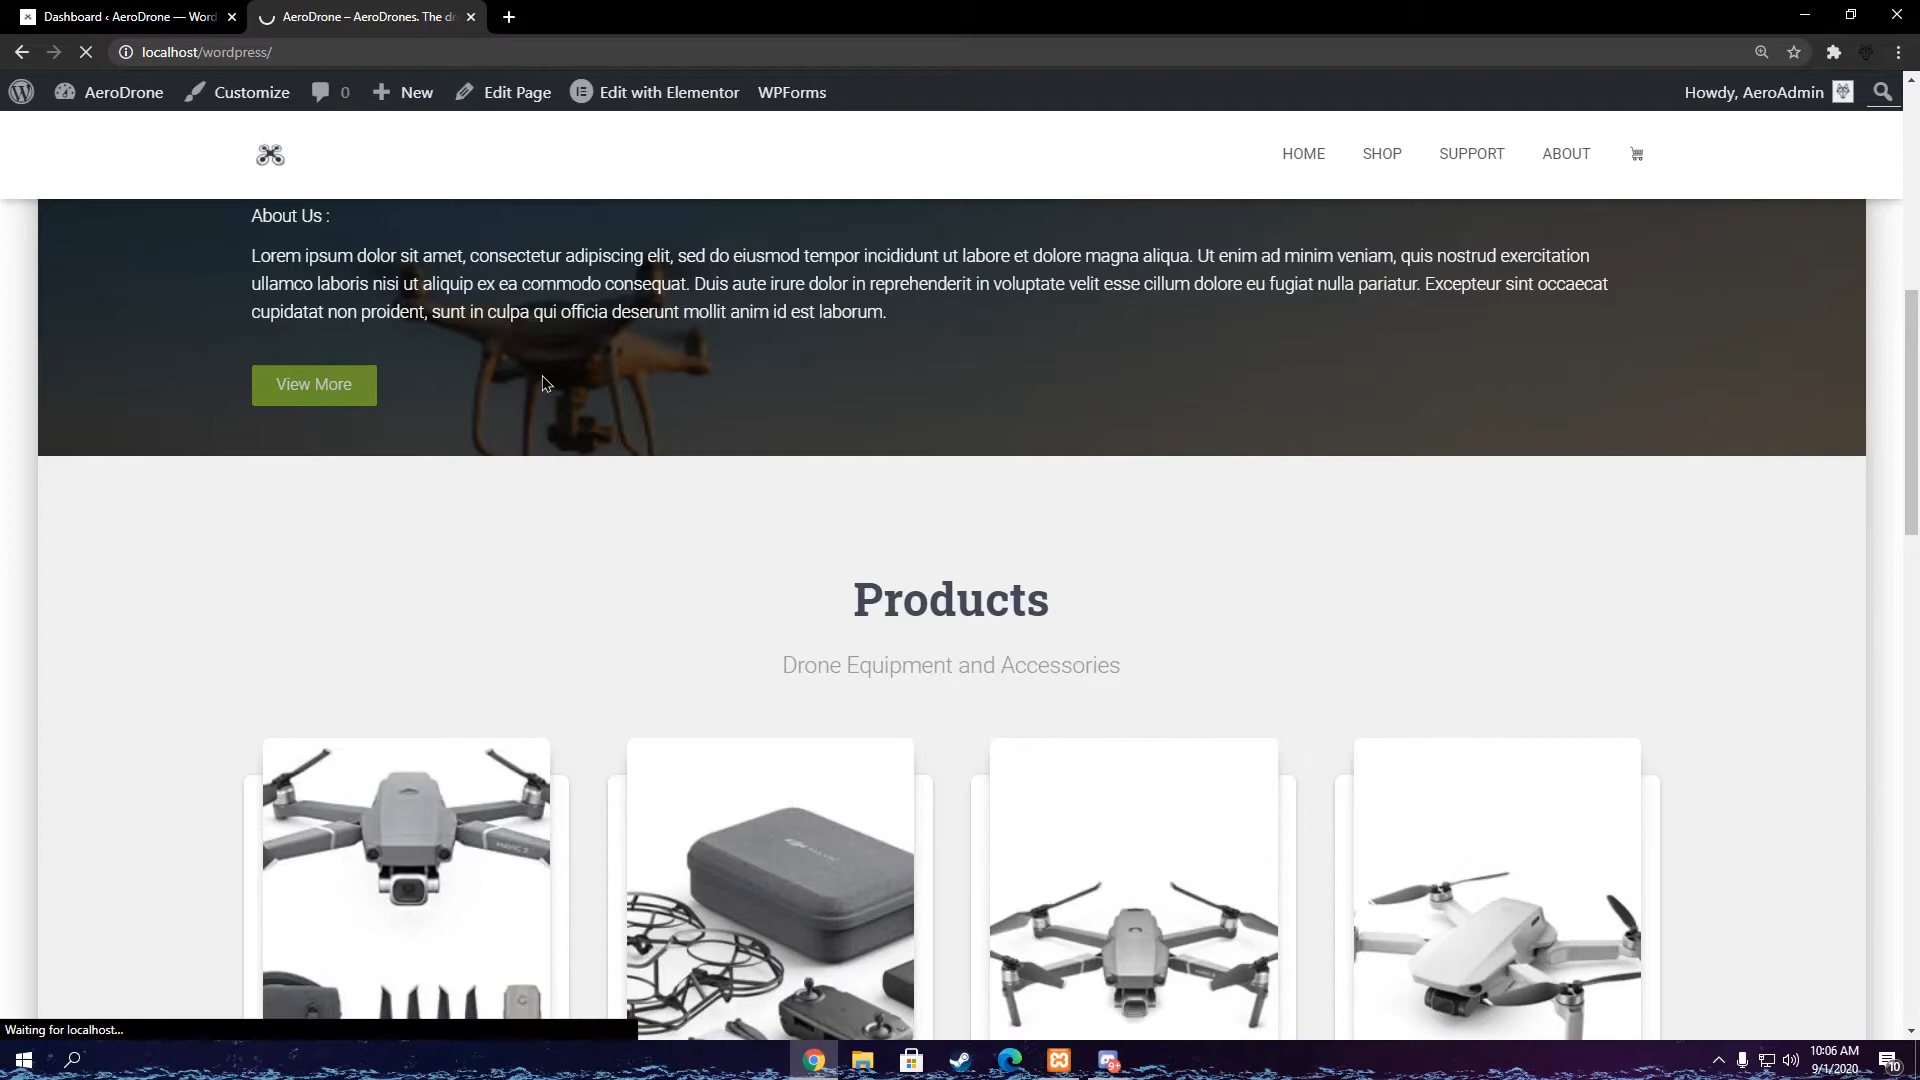 Dashboard ‹ AeroDrone — Word
AeroDrone – AeroDrones. The dr
localhost/wordpress/
AeroDrone
Customize
0
New
Edit Page
Edit with Elementor
WPForms
Howdy, AeroAdmin
HOME
SHOP
SUPPORT
ABOUT
About Us :
Lorem ipsum dolor sit amet, consectetur adipiscing elit, sed do eiusmod tempor incididunt ut labore et dolore magna aliqua. Ut enim ad minim veniam, quis nostrud exercitation
ullamco laboris nisi ut aliquip ex ea commodo consequat. Duis aute irure dolor in reprehenderit in voluptate velit esse cillum dolore eu fugiat nulla pariatur. Excepteur sint occaecat
cupidatat non proident, sunt in culpa qui officia deserunt mollit anim id est laborum.
View More
Products
Drone Equipment and Accessories
Waiting for localhost...
9+
10:06 AM
9/1/2020
10